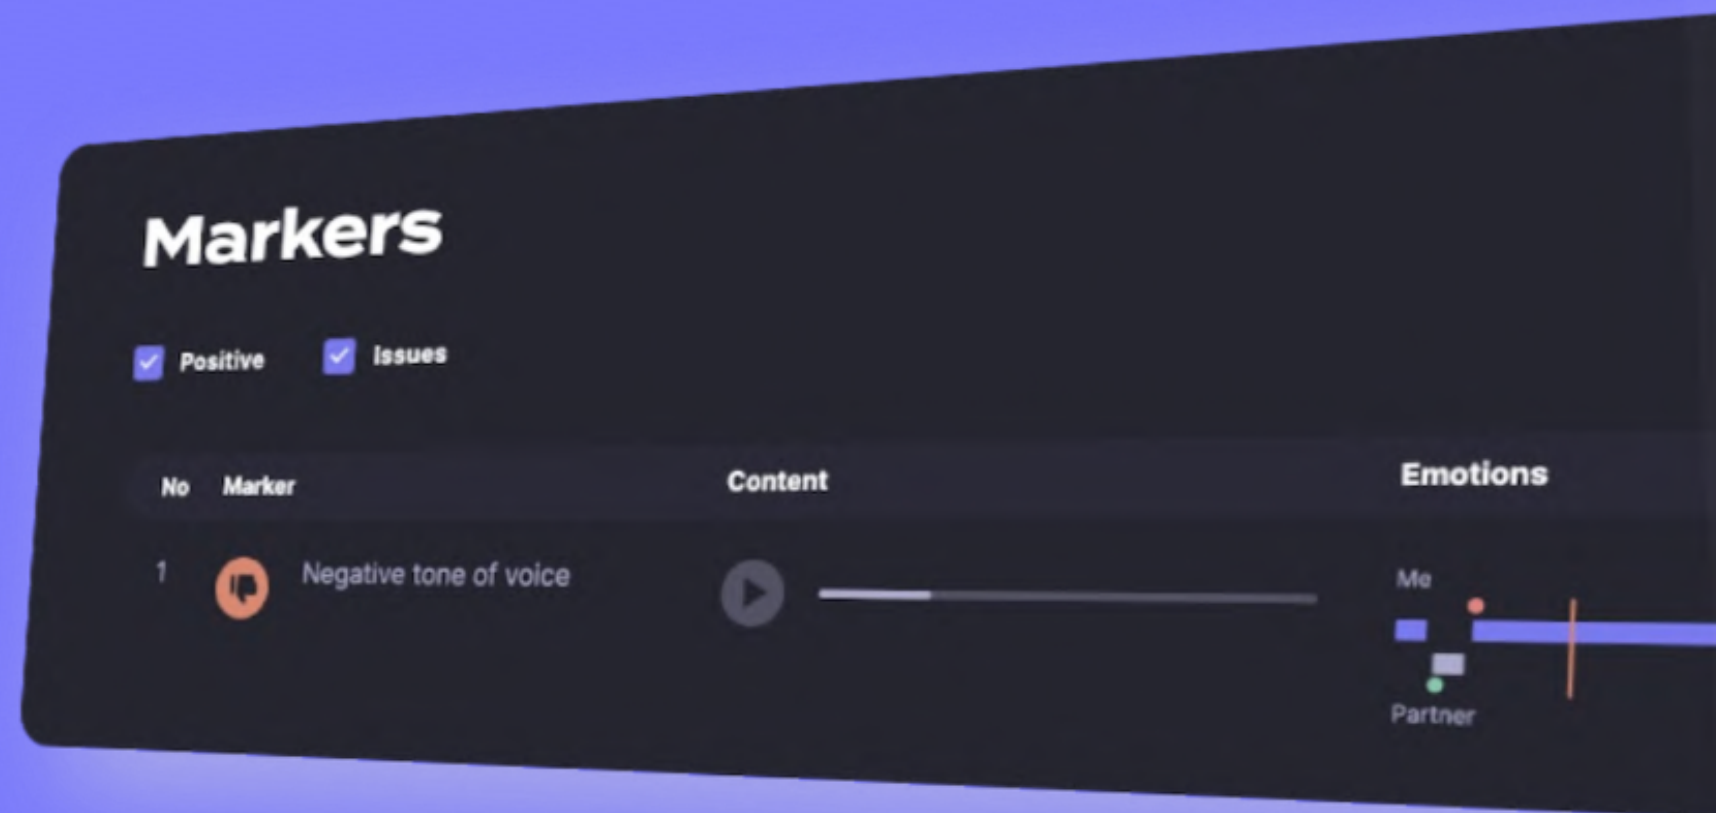 Markers
Positive Issues
No Marker Content Emotions
1 Negative tone of voice
Me
Partner